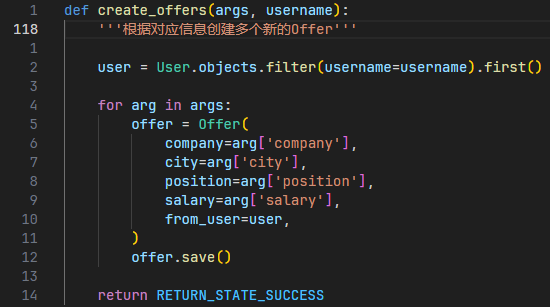 1 def create_offers(args, username):
118 '''根据对应信息创建多个新的Offer'''
1
2 user = User.objects.filter(username=username).first()
3
4 for arg in args:
5 offer = Offer(
6 company=arg['company'],
7 city=arg['city'],
8 position=arg['position'],
9 salary=arg['salary'],
10 from_user=user,
11 )
12 offer.save()
13
14 return RETURN_STATE_SUCCESS